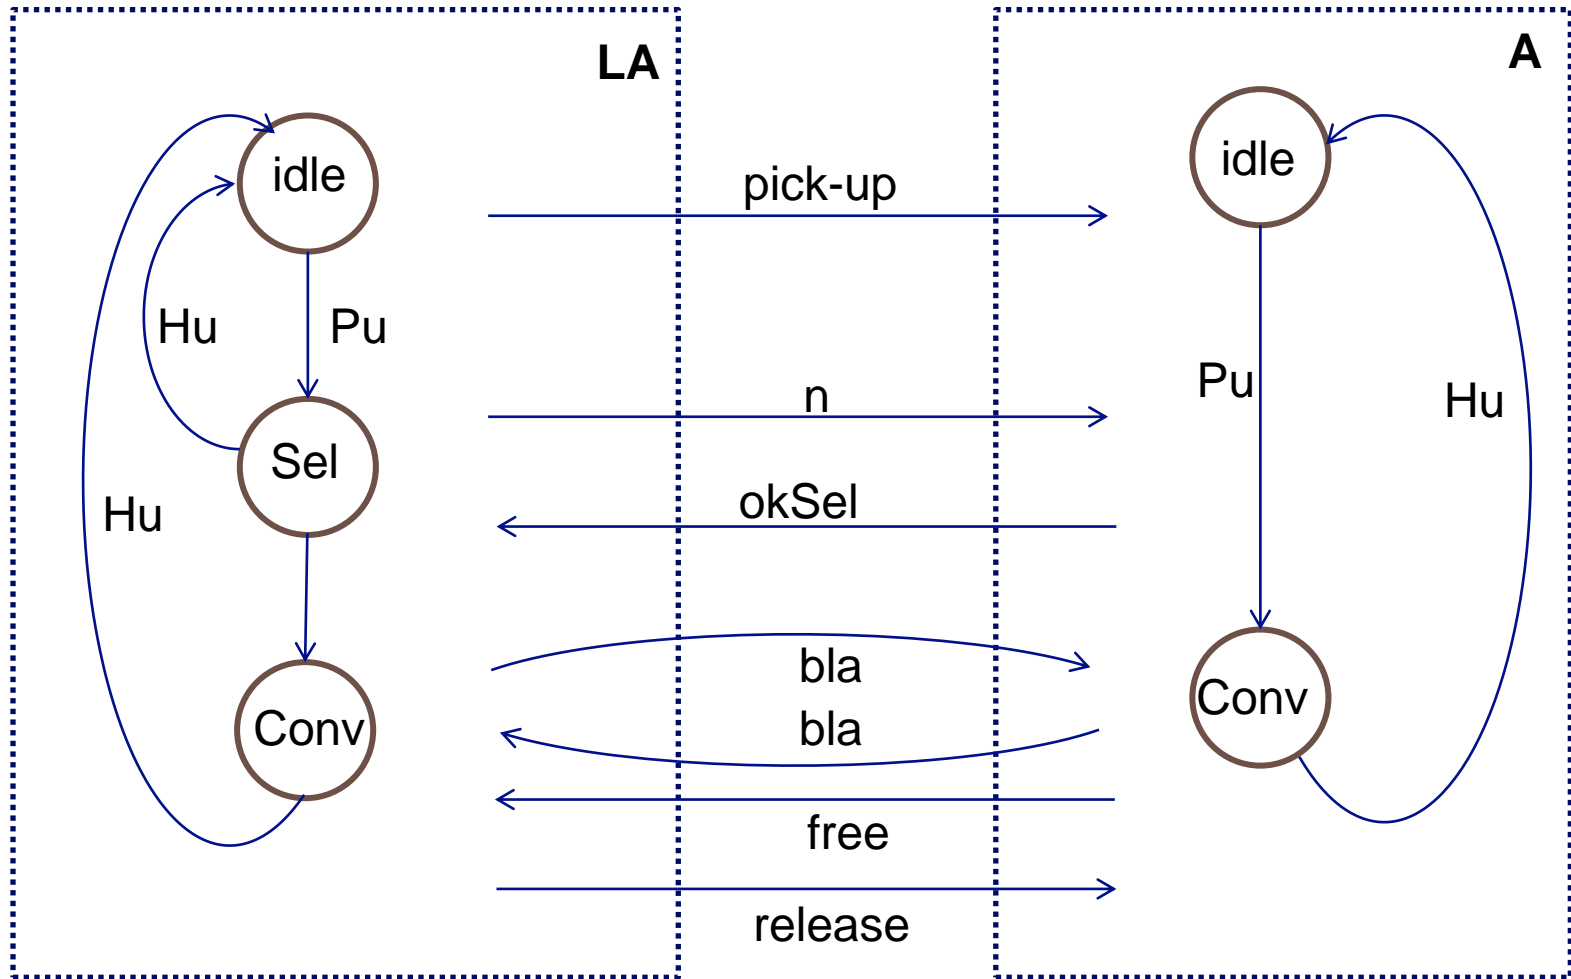 LA
A
idle
idle
pick-up
Hu
Pu
Pu
n
Hu
Sel
okSel
Hu
bla
Conv
bla
Conv
free
release